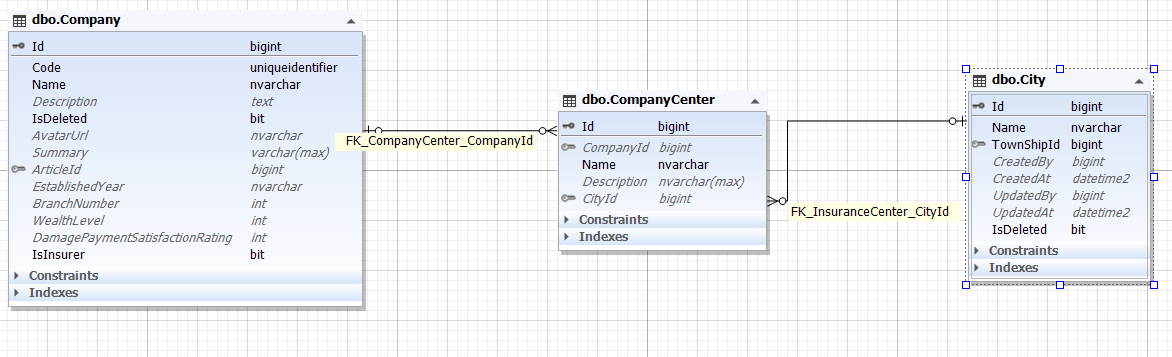 dbo.Company
Id bigint
Code uniqueidentifier
Name nvarchar
Description text
IsDeleted bit
AvatarUrl nvarchar
Summary varchar(max)
ArticleId bigint
EstablishedYear nvarchar
BranchNumber int
WealthLevel int
DamagePaymentSatisfactionRating int
IsInsurer bit
Constraints
Indexes
FK_CompanyCenter_CompanyId
dbo.CompanyCenter
Id bigint
CompanyId bigint
Name nvarchar
Description nvarchar(max)
CityId bigint
Constraints
Indexes
FK_InsuranceCenter_CityId
dbo.City
Id bigint
Name nvarchar
TownShipId bigint
CreatedBy bigint
CreatedAt datetime2
UpdatedBy bigint
UpdatedAt datetime2
IsDeleted bit
Constraints
Indexes